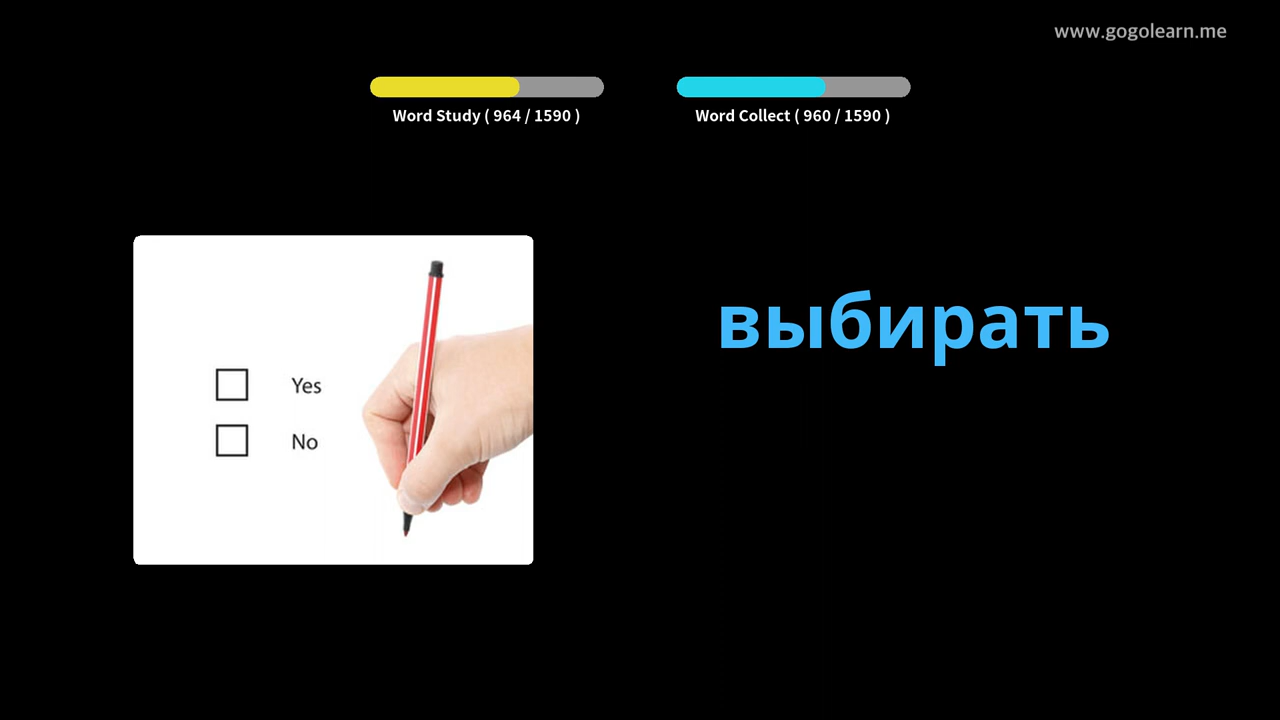 www.gogolearn.me
Word Study ( 964 / 1590 )
Word Collect ( 960 / 1590 )
выбирать
Yes
No